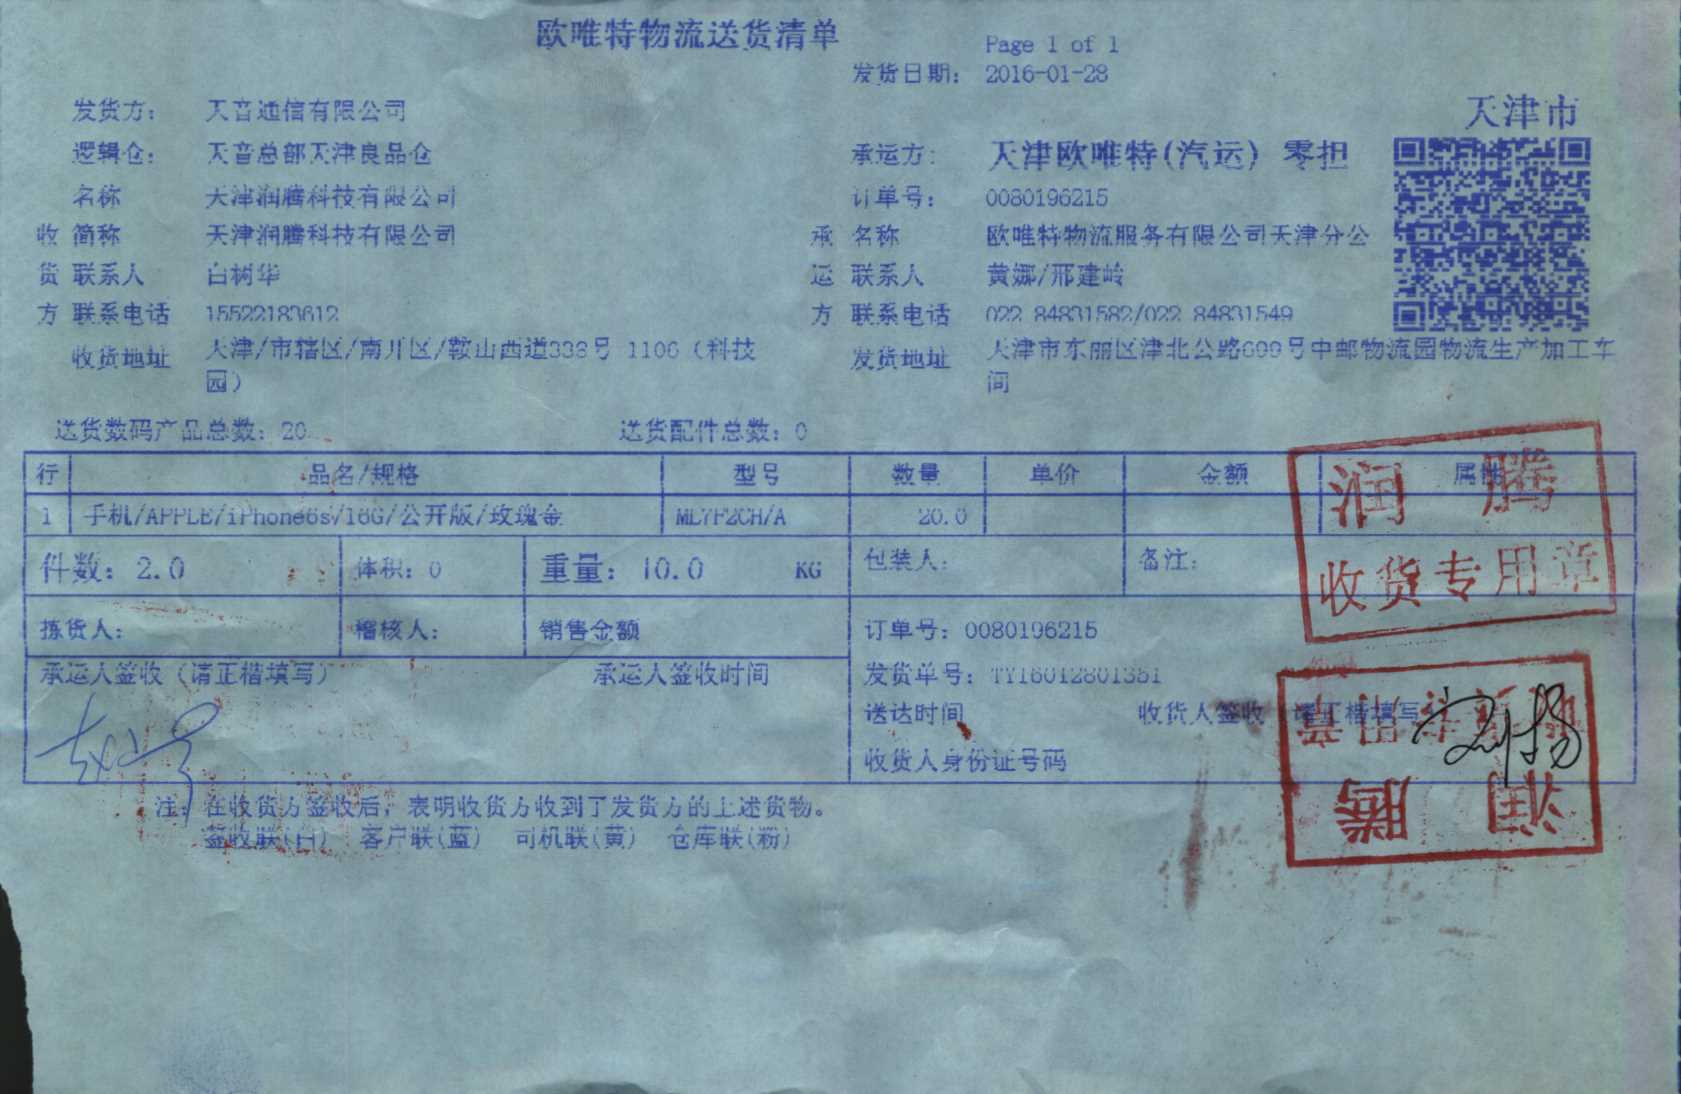 欧唯特物流送货清单
Page 1 of 1
发货日期: 2016-01-28
天津市
发货方: 天音通信有限公司
逻辑仓: 天音总部天津良品仓
承运方: 天津欧唯特(汽运) 零担
名称 天津润腾科技有限公司
订单号: 0080196215
收 简称 天津润腾科技有限公司
承 名称 欧唯特物流服务有限公司天津分公
货 联系人 白树华
运 联系人 黄娜/邢建岭
方 联系电话 15522183612
方 联系电话 022 84831582/022 84831549
收货地址 天津/市辖区/南开区/鞍山西道338号 1106 (科技园)
发货地址 天津市东丽区津北公路699号中邮物流园物流生产加工车间
送货数码产品总数: 20 送货配件总数: 0
行 品名/规格 型号 数量 单价 金额 属性
1 手机/APPLE/iPhone6s/16G/公开版/玫瑰金 20.0
件数: 2.0 体积: 0 重量: 10.0 KG 包装人: 备注:
拣货人: 稽核人: 销售金额 订单号: 0080196215
承运人签收 (请正楷填写) 承运人签收时间 发货单号: TY16012801351
送达时间 收货人签收 请正楷填写
收货人身份证号码
注: 在收货方签收后, 表明收货方收到了发货方的上述货物。
签收联(白) 客户联(蓝) 司机联(黄) 仓库联(粉)
润腾
收货专用章
润腾